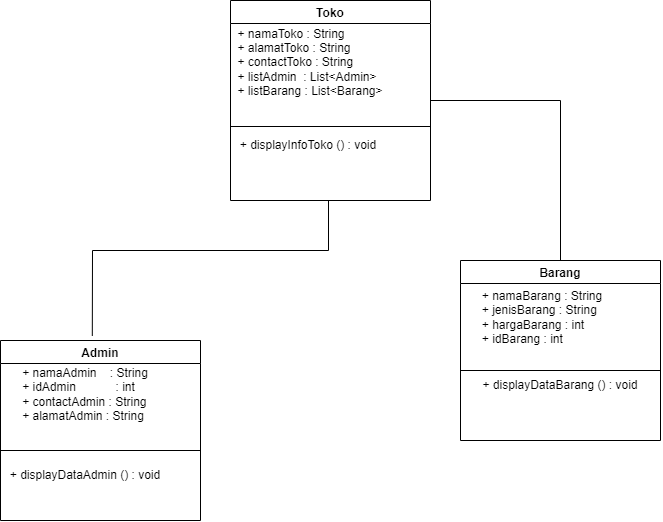 Toko
+ namaToko : String
+ alamatToko : String
+ contactToko : String
+ listAdmin : List<Admin>
+ listBarang : List<Barang>
+ displayInfoToko () : void
Barang
+ namaBarang : String
+ jenisBarang : String
+ hargaBarang : int
+ idBarang : int
+ displayDataBarang () : void
Admin
+ namaAdmin : String
+ idAdmin : int
+ contactAdmin : String
+ alamatAdmin : String
+ displayDataAdmin () : void